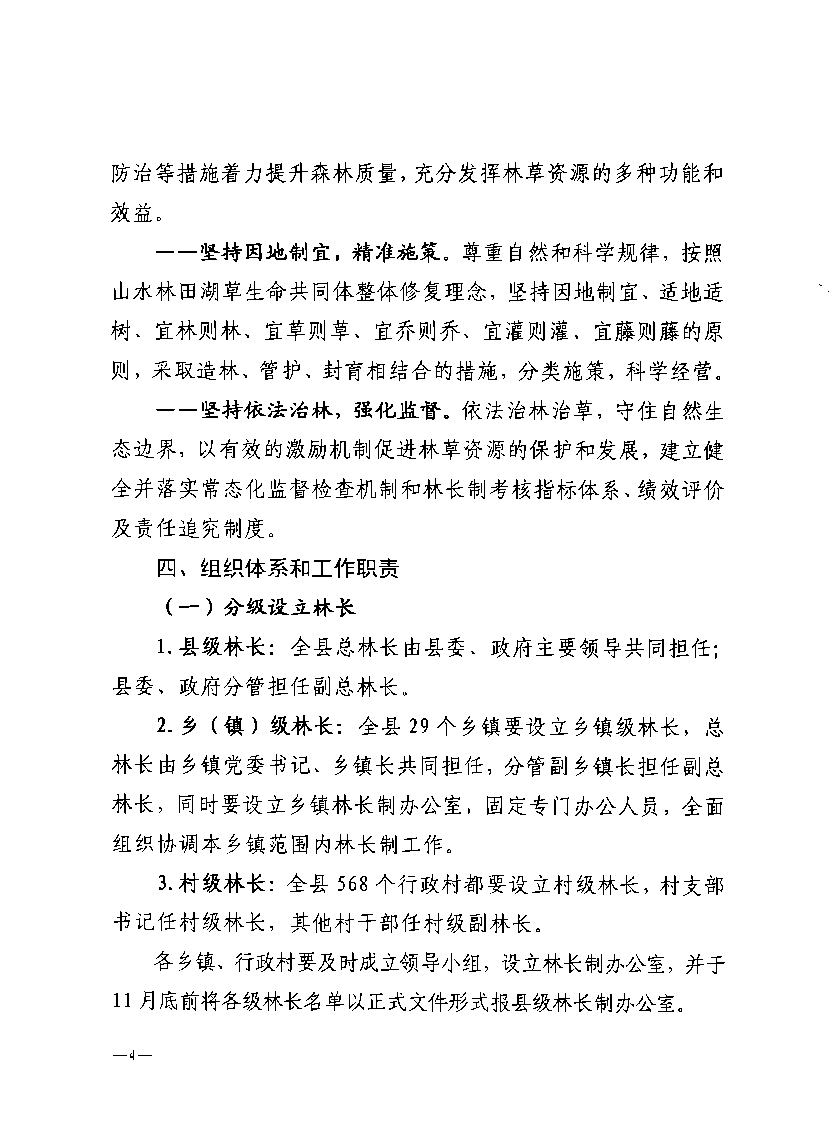 防治等措施着力提升森林质量,充分发挥林草资源的多种功能和
效益。
——坚持因地制宜，精准施策。尊重自然和科学规律，按照
山水林田湖草生命共同体整体修复理念，坚持因地制宜、适地适
树、宜林则林、宜草则草、宜乔则乔、宜灌则灌、宜藤则藤的原
则，采取造林、管护、封育相结合的措施，分类施策，科学经营。
——坚持依法治林，强化监督。依法治林治草，守住自然生
态边界，以有效的激励机制促进林草资源的保护和发展，建立健
全并落实常态化监督检查机制和林长制考核指标体系、绩效评价
及责任追究制度。
四、组织体系和工作职责
（一）分级设立林长
1.县级林长：全县总林长由县委、政府主要领导共同担任；
县委、政府分管担任副总林长。
2.乡（镇）级林长：全县29个乡镇要设立乡镇级林长，总
林长由乡镇党委书记、乡镇长共同担任，分管副乡镇长担任副总
林长，同时要设立乡镇林长制办公室，固定专门办公人员，全面
组织协调本乡镇范围内林长制工作。
3.村级林长：全县568个行政村都要设立村级林长，村支部
书记任村级林长，其他村干部任村级副林长。
各乡镇、行政村要及时成立领导小组，设立林长制办公室，并于
11月底前将各级林长名单以正式文件形式报县级林长制办公室。
—4—